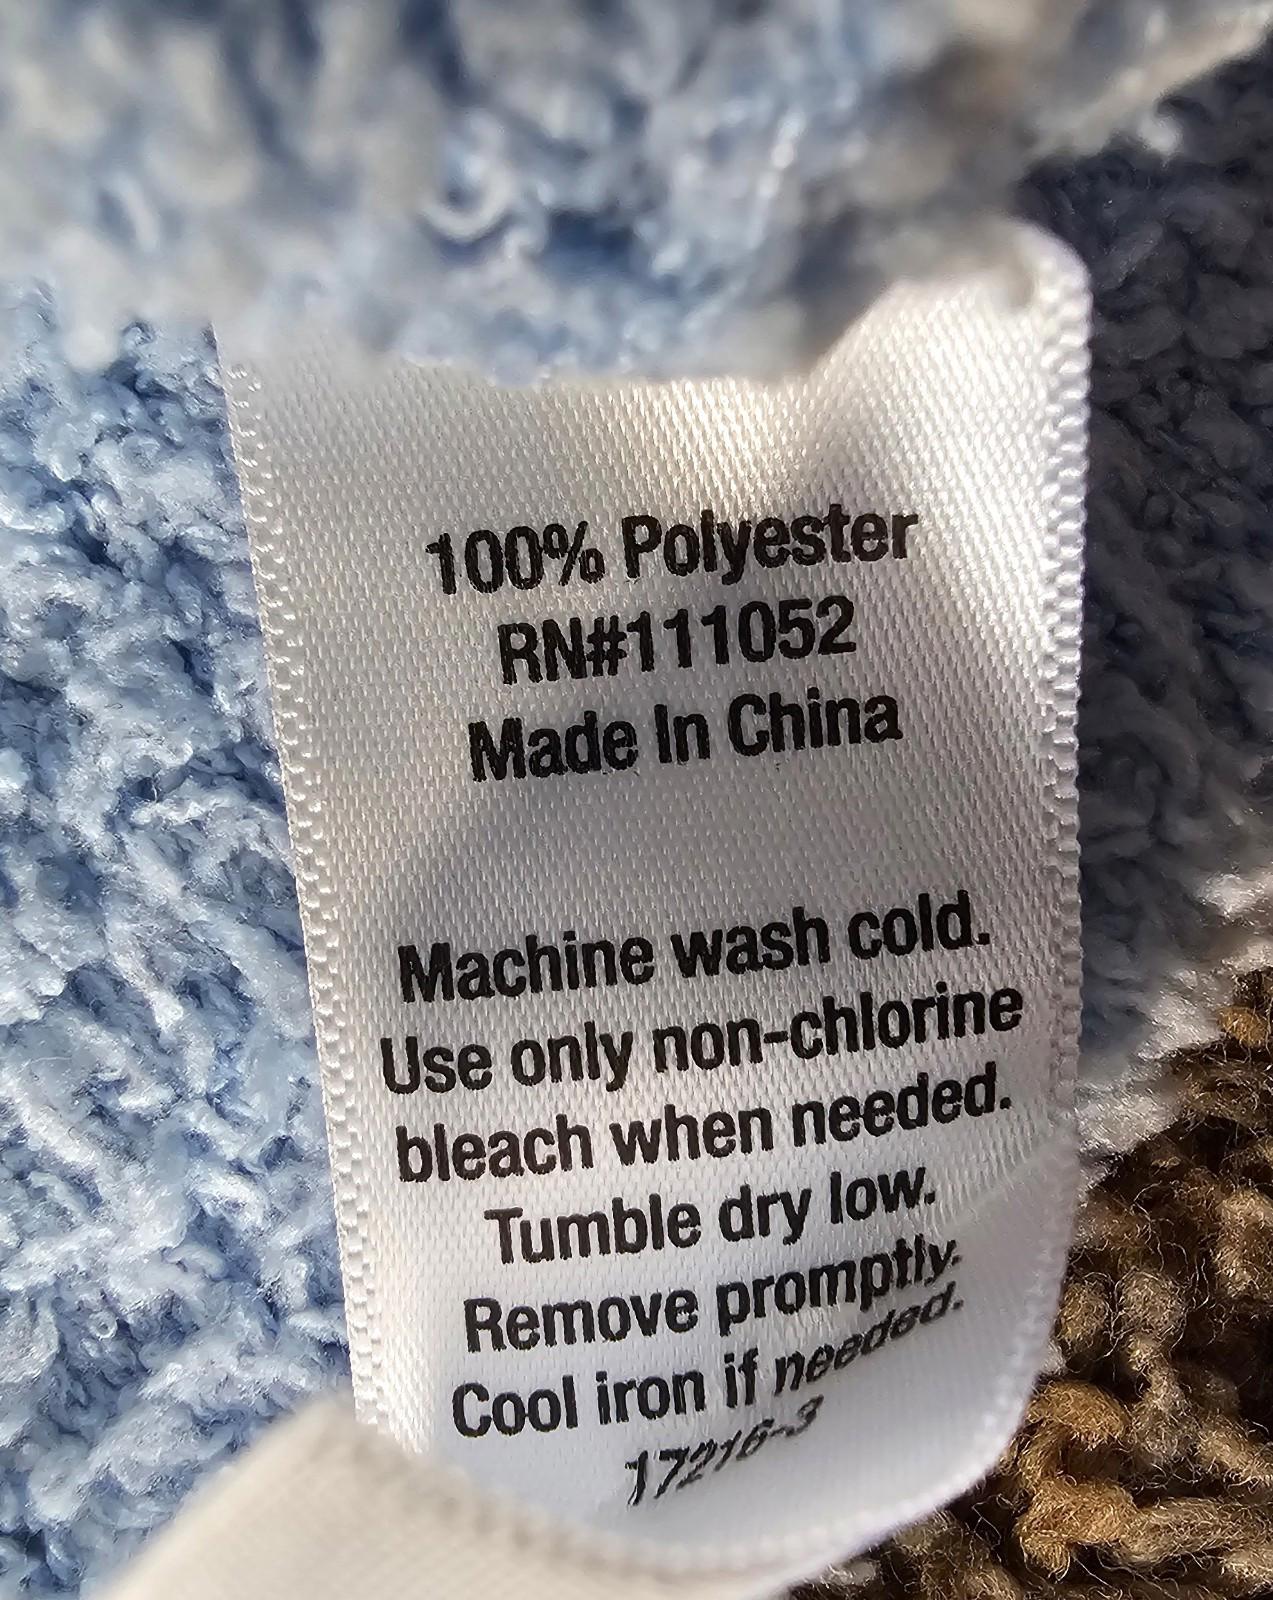 100% Polyester
RN#111052
Made In China
Machine wash cold.
Use only non-chlorine
bleach when needed.
Tumble dry low.
Remove promptly.
Cool iron if needed.
17216-3